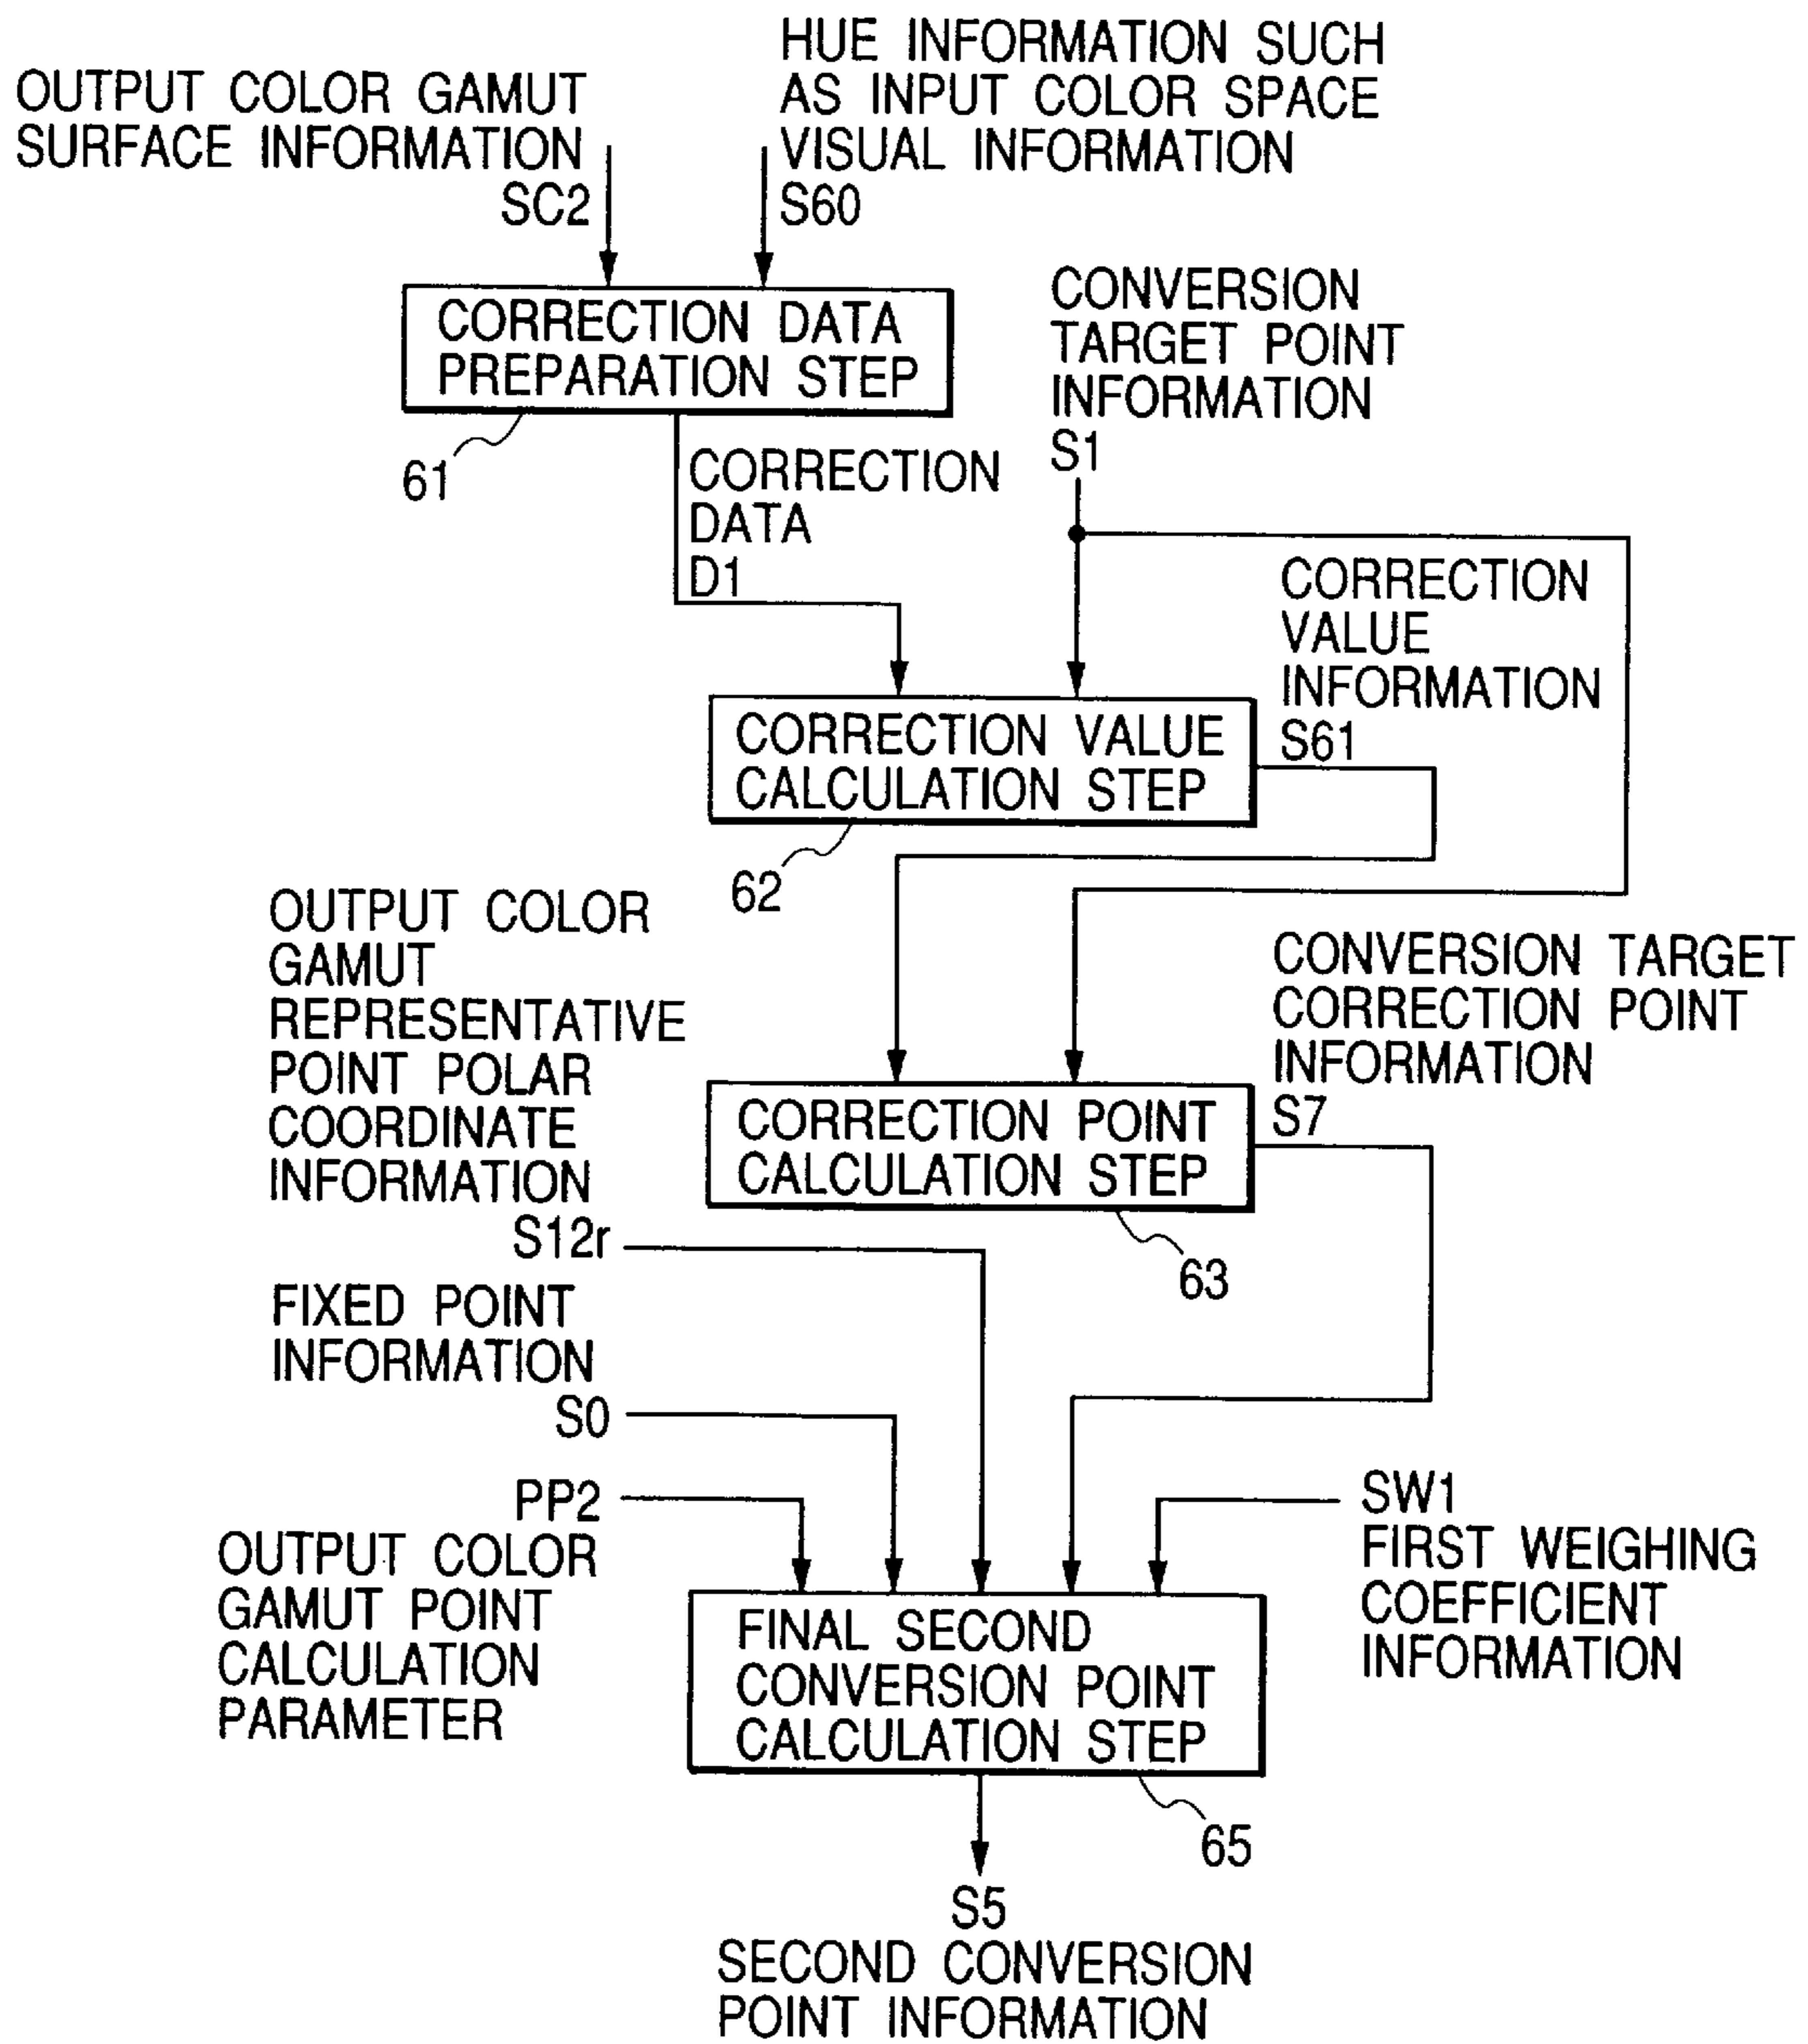 OUTPUT COLOR GAMUT
SURFACE INFORMATION
SC2
HUE INFORMATION SUCH
AS INPUT COLOR SPACE
VISUAL INFORMATION
S60
CORRECTION DATA
PREPARATION STEP
61
CONVERSION
TARGET POINT
INFORMATION
S1
CORRECTION
DATA
D1
CORRECTION
VALUE
INFORMATION
S61
CORRECTION VALUE
CALCULATION STEP
62
OUTPUT COLOR
GAMUT
REPRESENTATIVE
POINT POLAR
COORDINATE
INFORMATION
S12r
CONVERSION TARGET
CORRECTION POINT
INFORMATION
S7
CORRECTION POINT
CALCULATION STEP
63
FIXED POINT
INFORMATION
S0
PP2
OUTPUT COLOR
GAMUT POINT
CALCULATION
PARAMETER
SW1
FIRST WEIGHING
COEFFICIENT
INFORMATION
FINAL SECOND
CONVERSION POINT
CALCULATION STEP
65
S5
SECOND CONVERSION
POINT INFORMATION